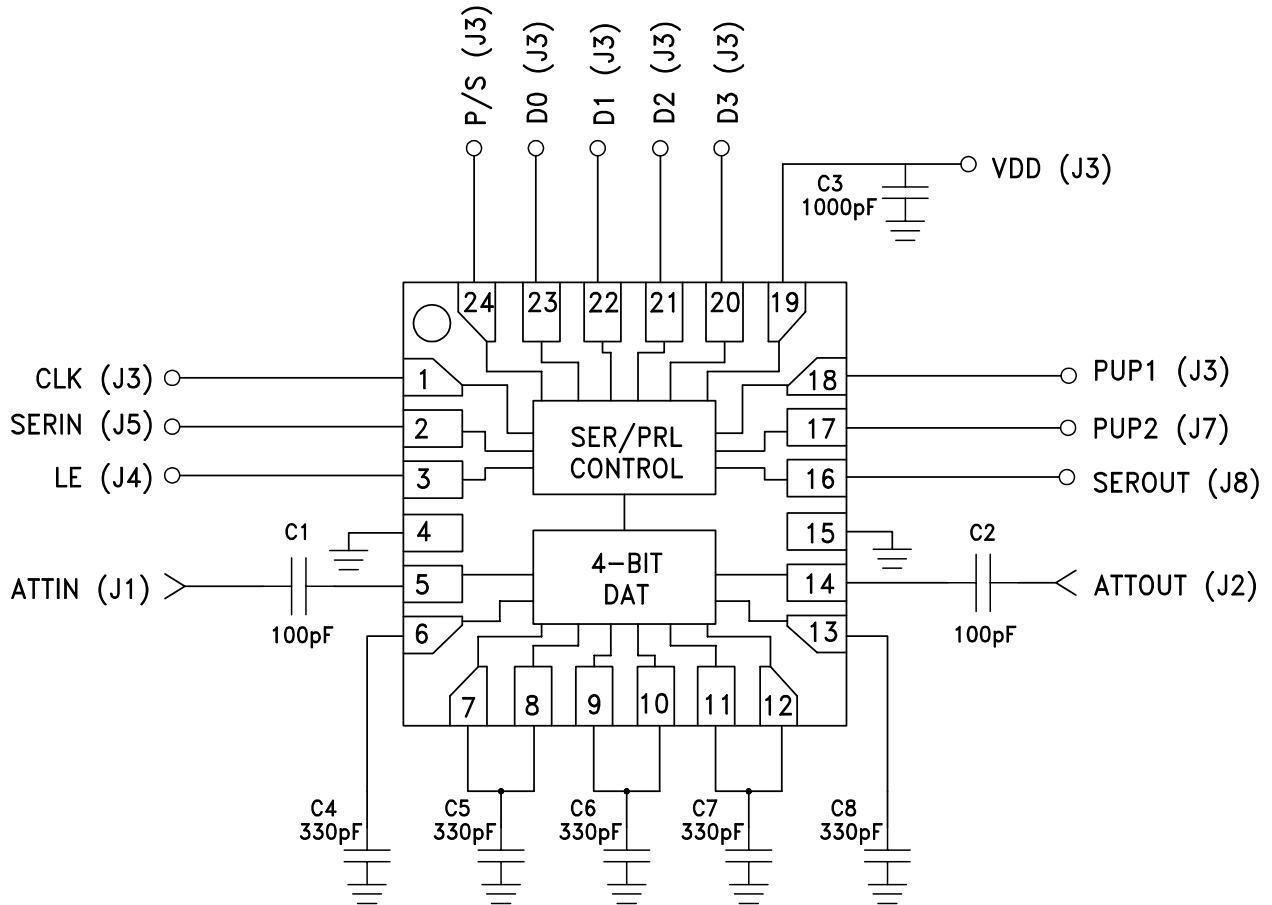 P/S (J3)
D0 (J3)
D1 (J3)
D2 (J3)
D3 (J3)
VDD (J3)
C3
1000pF
24
23
22
21
20
19
CLK (J3)
1
18
PUP1 (J3)
SERIN (J5)
2
SER/PRL
CONTROL
17
PUP2 (J7)
LE (J4)
3
16
SEROUT (J8)
4
15
C1
C2
ATTIN (J1)
5
4-BIT
DAT
14
ATTOUT (J2)
100pF
100pF
6
13
7
8
9
10
11
12
C4
330pF
C5
330pF
C6
330pF
C7
330pF
C8
330pF